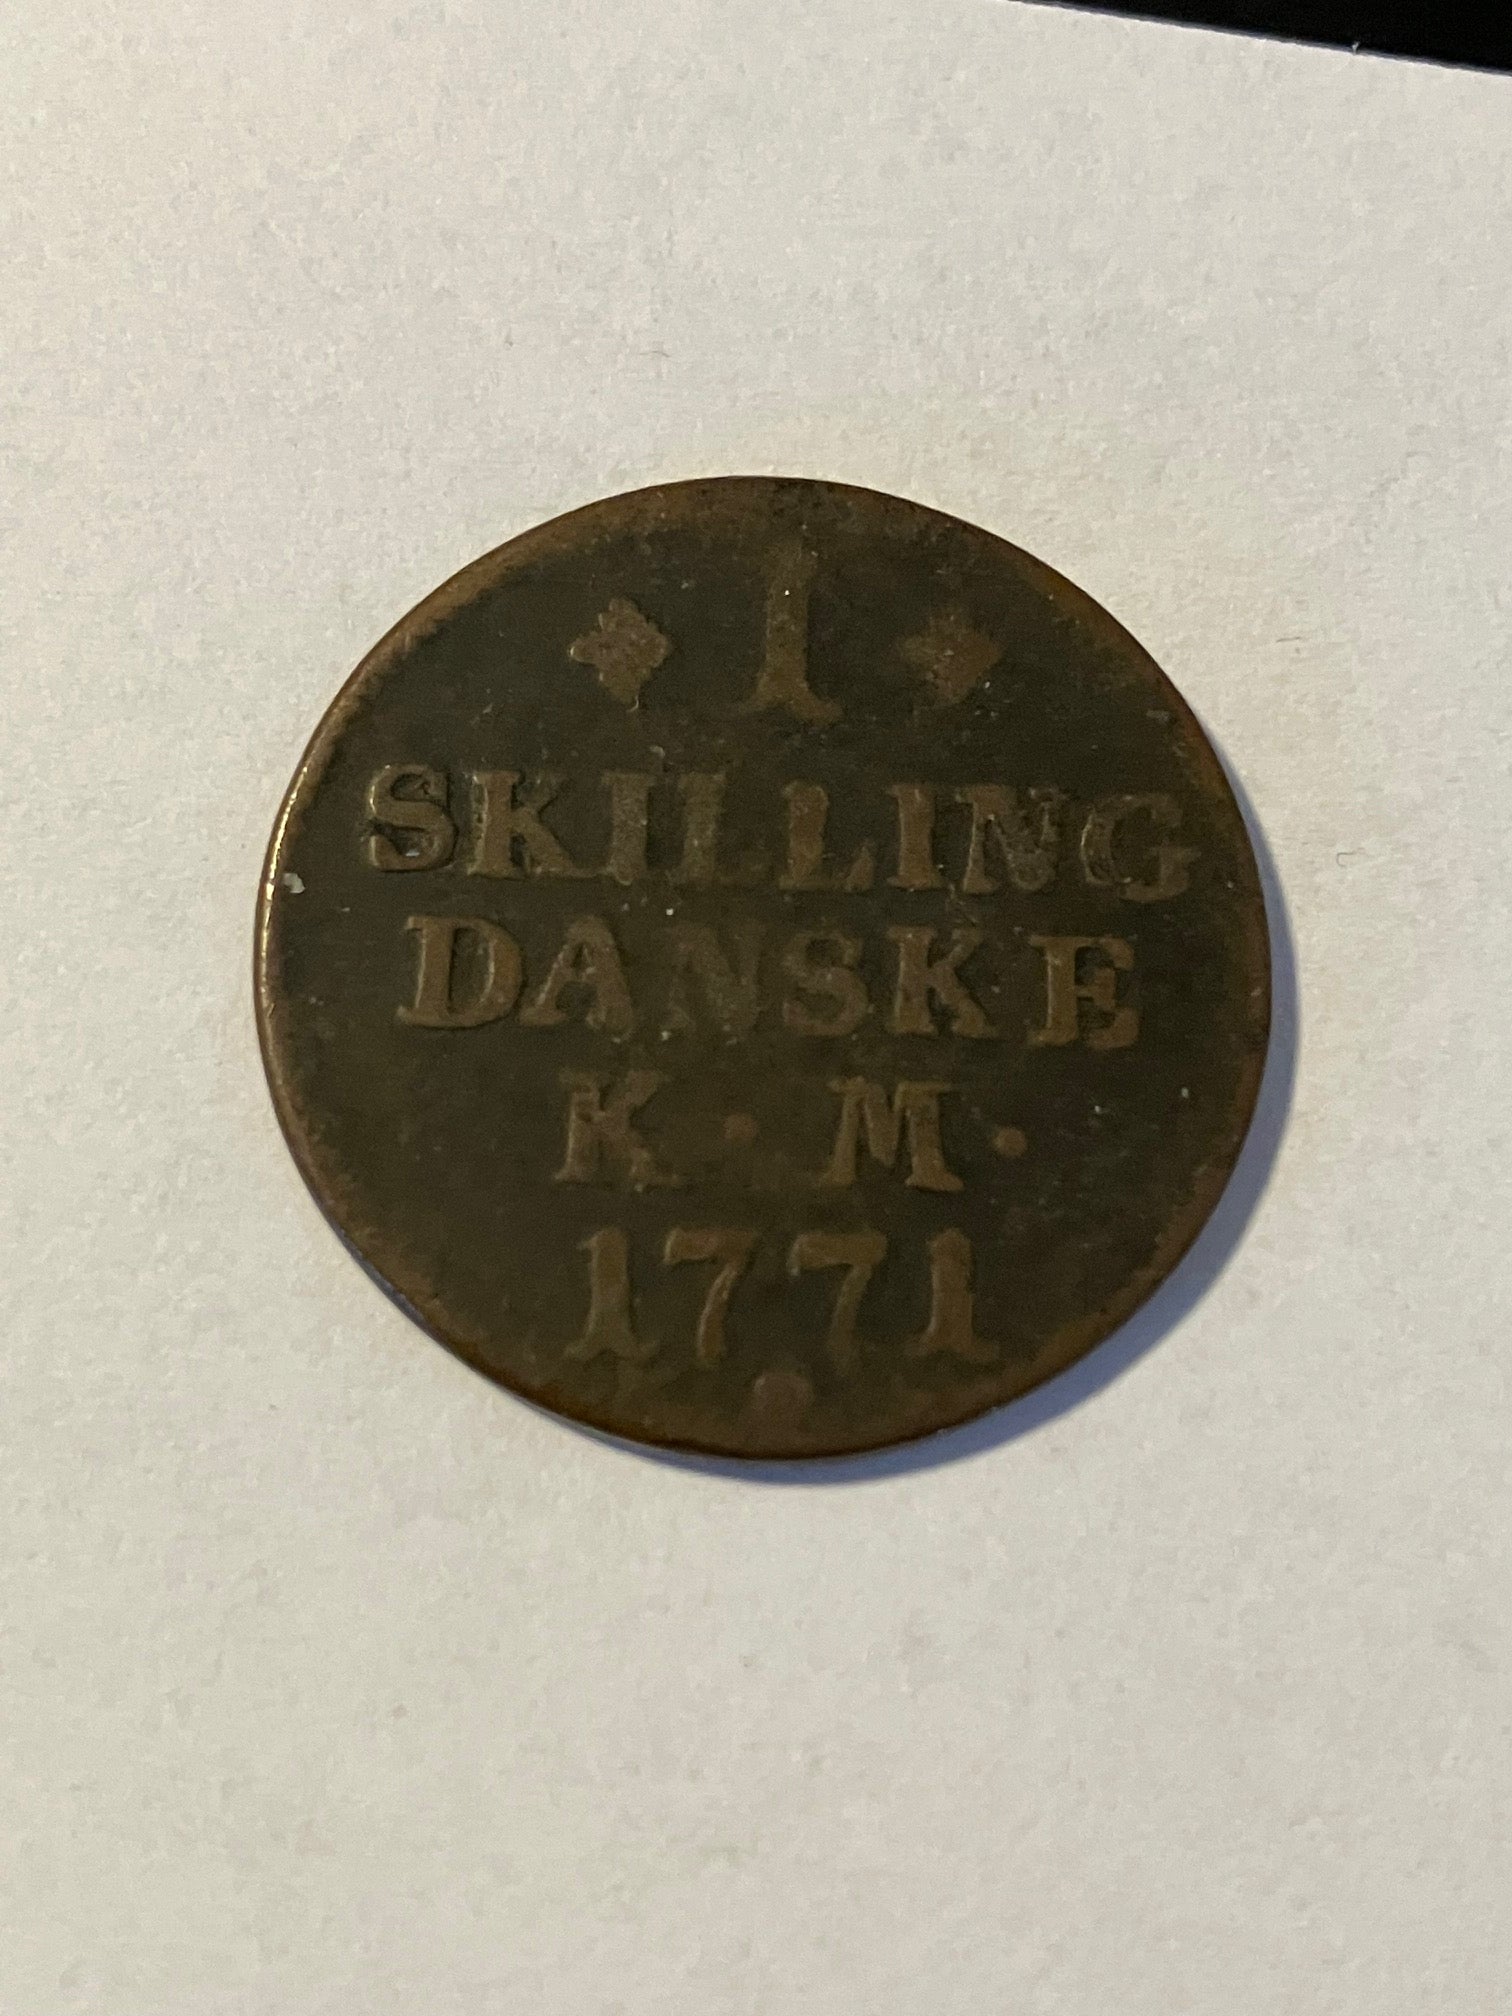 1
SKILLING
DANSKE
K · M ·
1771